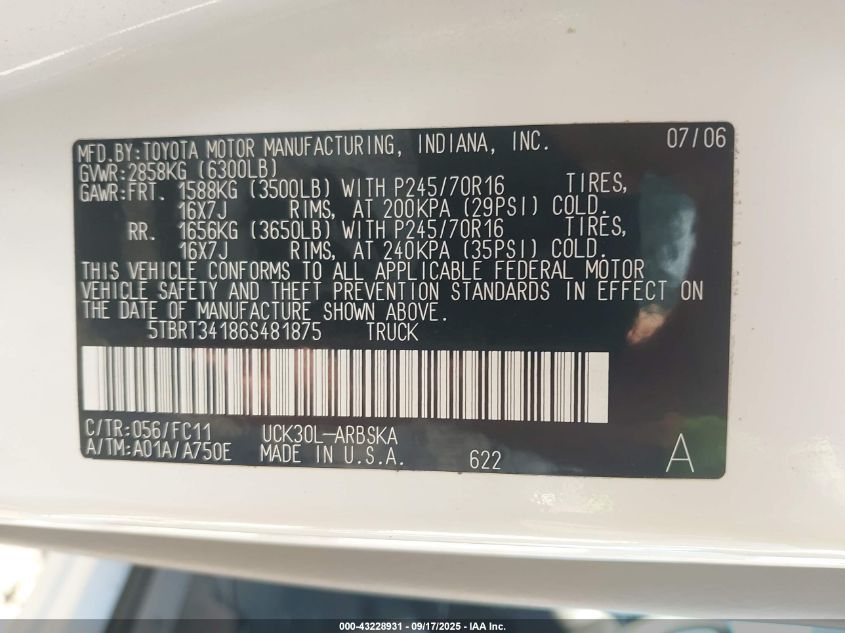 MFD.BY:TOYOTA MOTOR MANUFACTURING, INDIANA, INC. 07/06
GVWR:2858KG (6300LB)
GAWR:FRT. 1588KG (3500LB) WITH P245/70R16 TIRES,
16X7J RIMS, AT 200KPA (29PSI) COLD.
RR. 1656KG (3650LB) WITH P245/70R16 TIRES,
16X7J RIMS, AT 240KPA (35PSI) COLD.
THIS VEHICLE CONFORMS TO ALL APPLICABLE FEDERAL MOTOR
VEHICLE SAFETY AND THEFT PREVENTION STANDARDS IN EFFECT ON
THE DATE OF MANUFACTURE SHOWN ABOVE.
5TBRT34186S481875 TRUCK
C/TR:056/FC11 UCK30L-ARBSKA
A/TM:A01A/A750E MADE IN U.S.A. 622 A
000-43228931 - 09/17/2025 - IAA Inc.